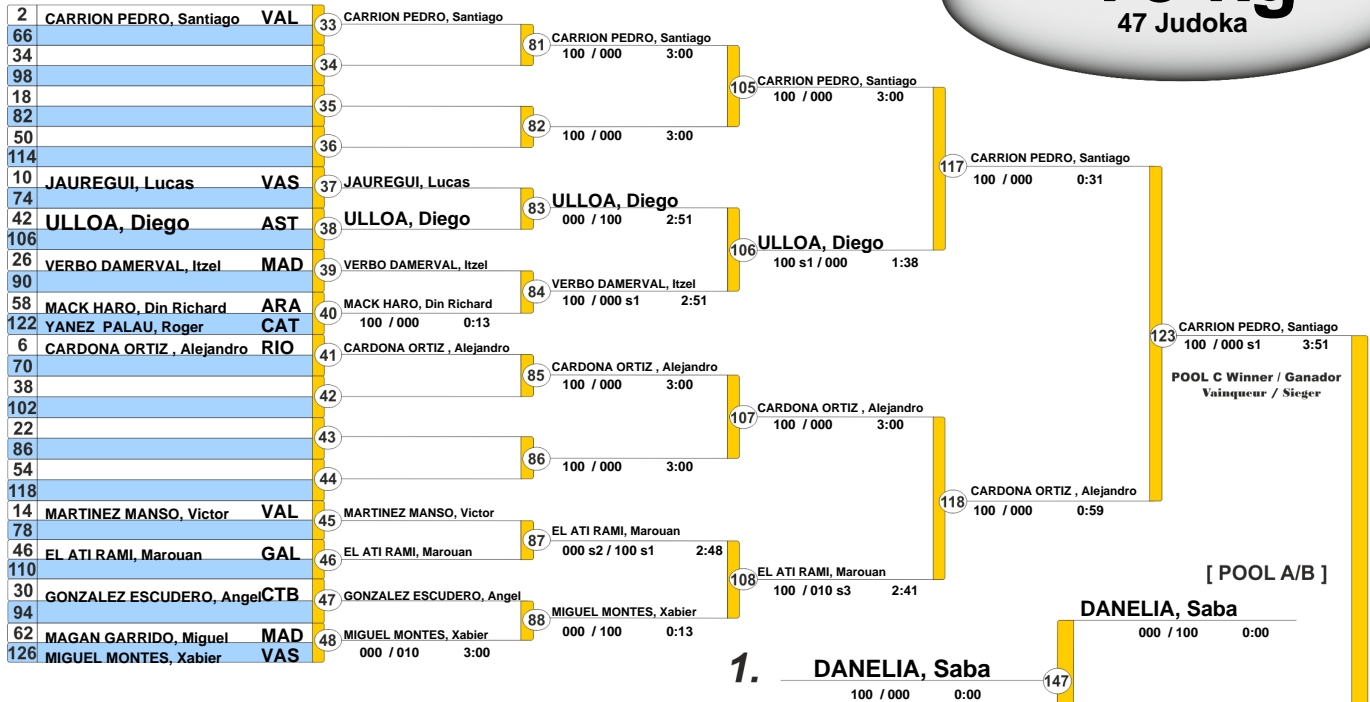 47 Judoka
2 CARRION PEDRO, Santiago VAL
66
34
98
18
82
50
114
10 JAUREGUI, Lucas VAS
74
42 ULLOA, Diego AST
106
26 VERBO DAMERVAL, Itzel MAD
90
58 MACK HARO, Din Richard ARA
122 YANEZ PALAU, Roger CAT
6 CARDONA ORTIZ , Alejandro RIO
70
38
102
22
86
54
118
14 MARTINEZ MANSO, Victor VAL
78
46 EL ATI RAMI, Marouan GAL
110
30 GONZALEZ ESCUDERO, Angel CTB
94
62 MAGAN GARRIDO, Miguel MAD
126 MIGUEL MONTES, Xabier VAS
33 CARRION PEDRO, Santiago
34
35
36
37 JAUREGUI, Lucas
38 ULLOA, Diego
39 VERBO DAMERVAL, Itzel
40 MACK HARO, Din Richard
100 / 000 0:13
41 CARDONA ORTIZ , Alejandro
42
43
44
45 MARTINEZ MANSO, Victor
46 EL ATI RAMI, Marouan
47 GONZALEZ ESCUDERO, Angel
48 MIGUEL MONTES, Xabier
000 / 010 3:00
81 CARRION PEDRO, Santiago
100 / 000 3:00
82
100 / 000 3:00
83 ULLOA, Diego
000 / 100 2:51
84 VERBO DAMERVAL, Itzel
100 / 000 s1 2:51
85 CARDONA ORTIZ , Alejandro
100 / 000 3:00
86
100 / 000 3:00
87 EL ATI RAMI, Marouan
000 s2 / 100 s1 2:48
88 MIGUEL MONTES, Xabier
000 / 100 0:13
105 CARRION PEDRO, Santiago
100 / 000 3:00
106 ULLOA, Diego
100 s1 / 000 1:38
107 CARDONA ORTIZ , Alejandro
100 / 000 3:00
108 EL ATI RAMI, Marouan
100 / 010 s3 2:41
117 CARRION PEDRO, Santiago
100 / 000 0:31
118 CARDONA ORTIZ , Alejandro
100 / 000 0:59
123 CARRION PEDRO, Santiago
100 / 000 s1 3:51
POOL C Winner / Ganador
Vainqueur / Sieger
[ POOL A/B ]
DANELIA, Saba
000 / 100 0:00
1. DANELIA, Saba
147
100 / 000 0:00